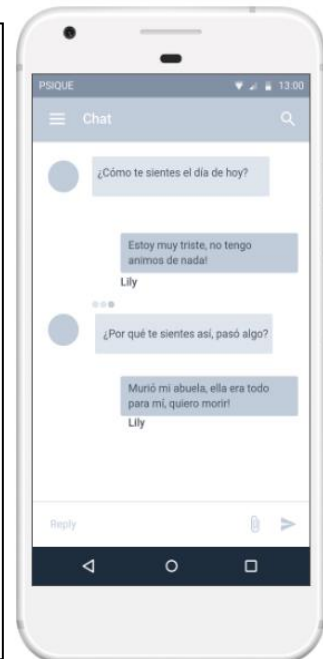 PSIQUE 13:00
Chat
¿Cómo te sientes el día de hoy?
Estoy muy triste, no tengo
animos de nada!
Lily
¿Por qué te sientes así, pasó algo?
Murió mi abuela, ella era todo
para mí, quiero morir!
Lily
Reply